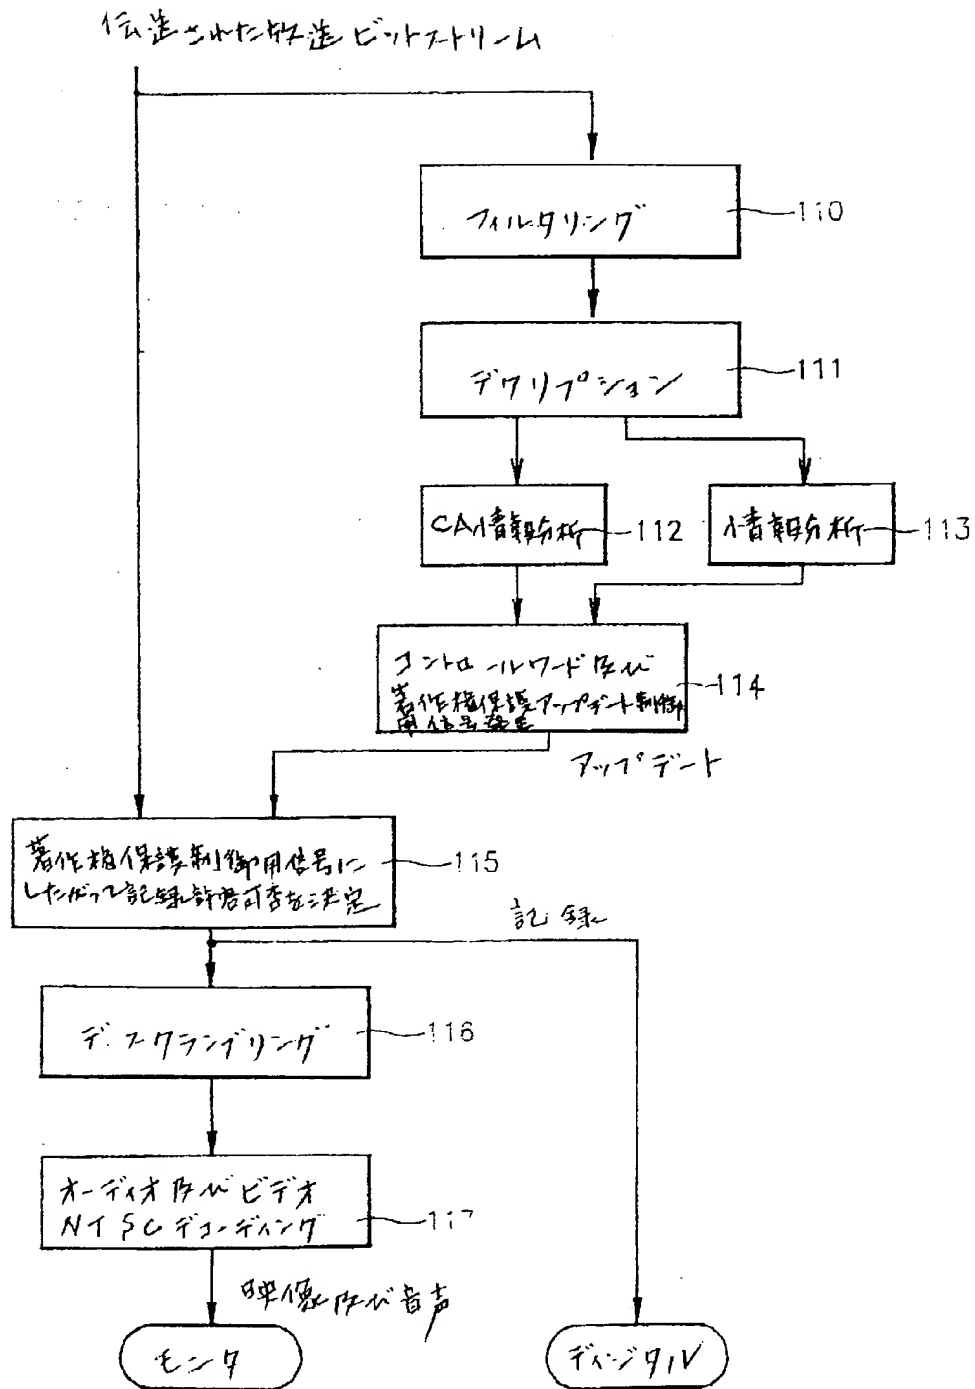 伝送された放送ビットストリーム
フィルタリング
110
デクリプション
111
CA情報分析
112
情報分析
113
コントロールワード及び
著作権保護アップデート制御
用信号発生
114
アップデート
著作権保護制御用信号に
したがって記録許容可否を決定
115
記録
デスクランブリング
116
オーディオ及びビデオ
NTSCデコーディング
117
映像及び音声
モニタ
ディジタルV